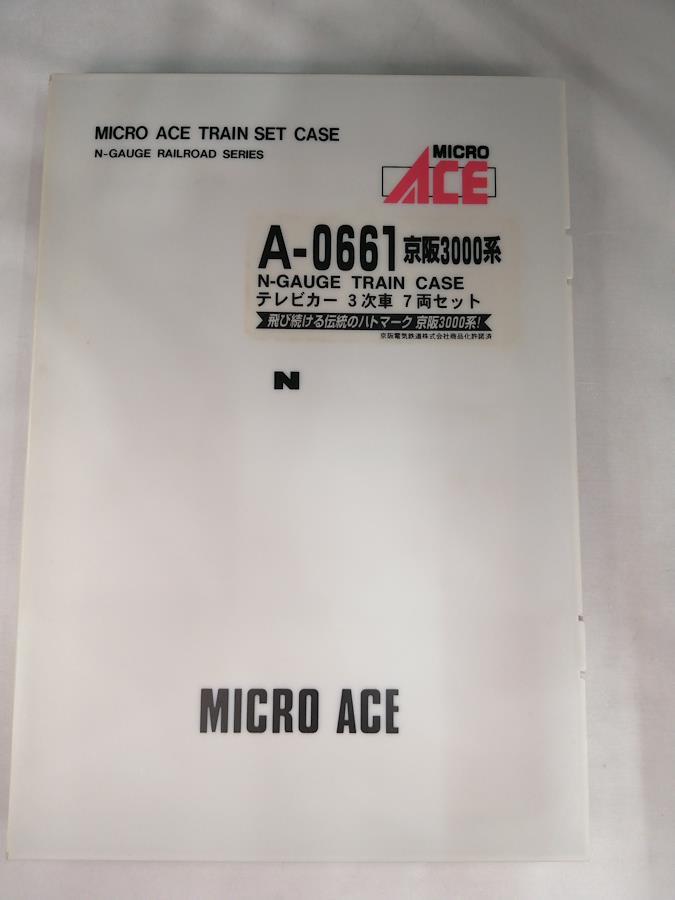 MICRO ACE TRAIN SET CASE
N-GAUGE RAILROAD SERIES
MICRO
ACE
A-0661 京阪3000系
N-GAUGE TRAIN CASE
テレビカー 3次車 7両セット
飛び続ける伝統のハトマーク 京阪3000系!
京阪電気鉄道株式会社商品化許諾済
N
MICRO ACE